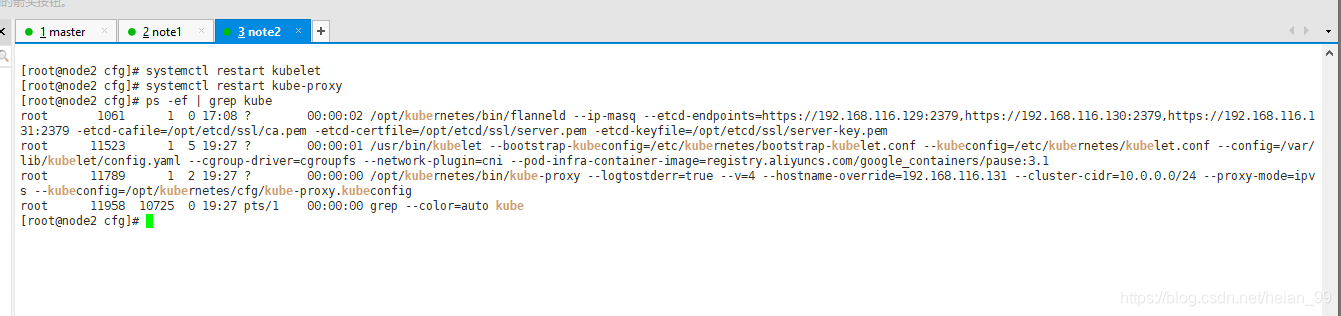 的箭头按钮。
1 master
2 note1
3 note2
[root@node2 cfg]# systemctl restart kubelet
[root@node2 cfg]# systemctl restart kube-proxy
[root@node2 cfg]# ps -ef | grep kube
root 1061 1 0 17:08 ? 00:00:02 /opt/kubernetes/bin/flanneld --ip-masq --etcd-endpoints=https://192.168.116.129:2379,https://192.168.116.130:2379,https://192.168.116.1
31:2379 -etcd-cafile=/opt/etcd/ssl/ca.pem -etcd-certfile=/opt/etcd/ssl/server.pem -etcd-keyfile=/opt/etcd/ssl/server-key.pem
root 11523 1 5 19:27 ? 00:00:01 /usr/bin/kubelet --bootstrap-kubeconfig=/etc/kubernetes/bootstrap-kubelet.conf --kubeconfig=/etc/kubernetes/kubelet.conf --config=/var/
lib/kubelet/config.yaml --cgroup-driver=cgroupfs --network-plugin=cni --pod-infra-container-image=registry.aliyuncs.com/google_containers/pause:3.1
root 11789 1 2 19:27 ? 00:00:00 /opt/kubernetes/bin/kube-proxy --logtostderr=true --v=4 --hostname-override=192.168.116.131 --cluster-cidr=10.0.0.0/24 --proxy-mode=ipv
s --kubeconfig=/opt/kubernetes/cfg/kube-proxy.kubeconfig
root 11958 10725 0 19:27 pts/1 00:00:00 grep --color=auto kube
[root@node2 cfg]#
https://blog.csdn.net/heian_99